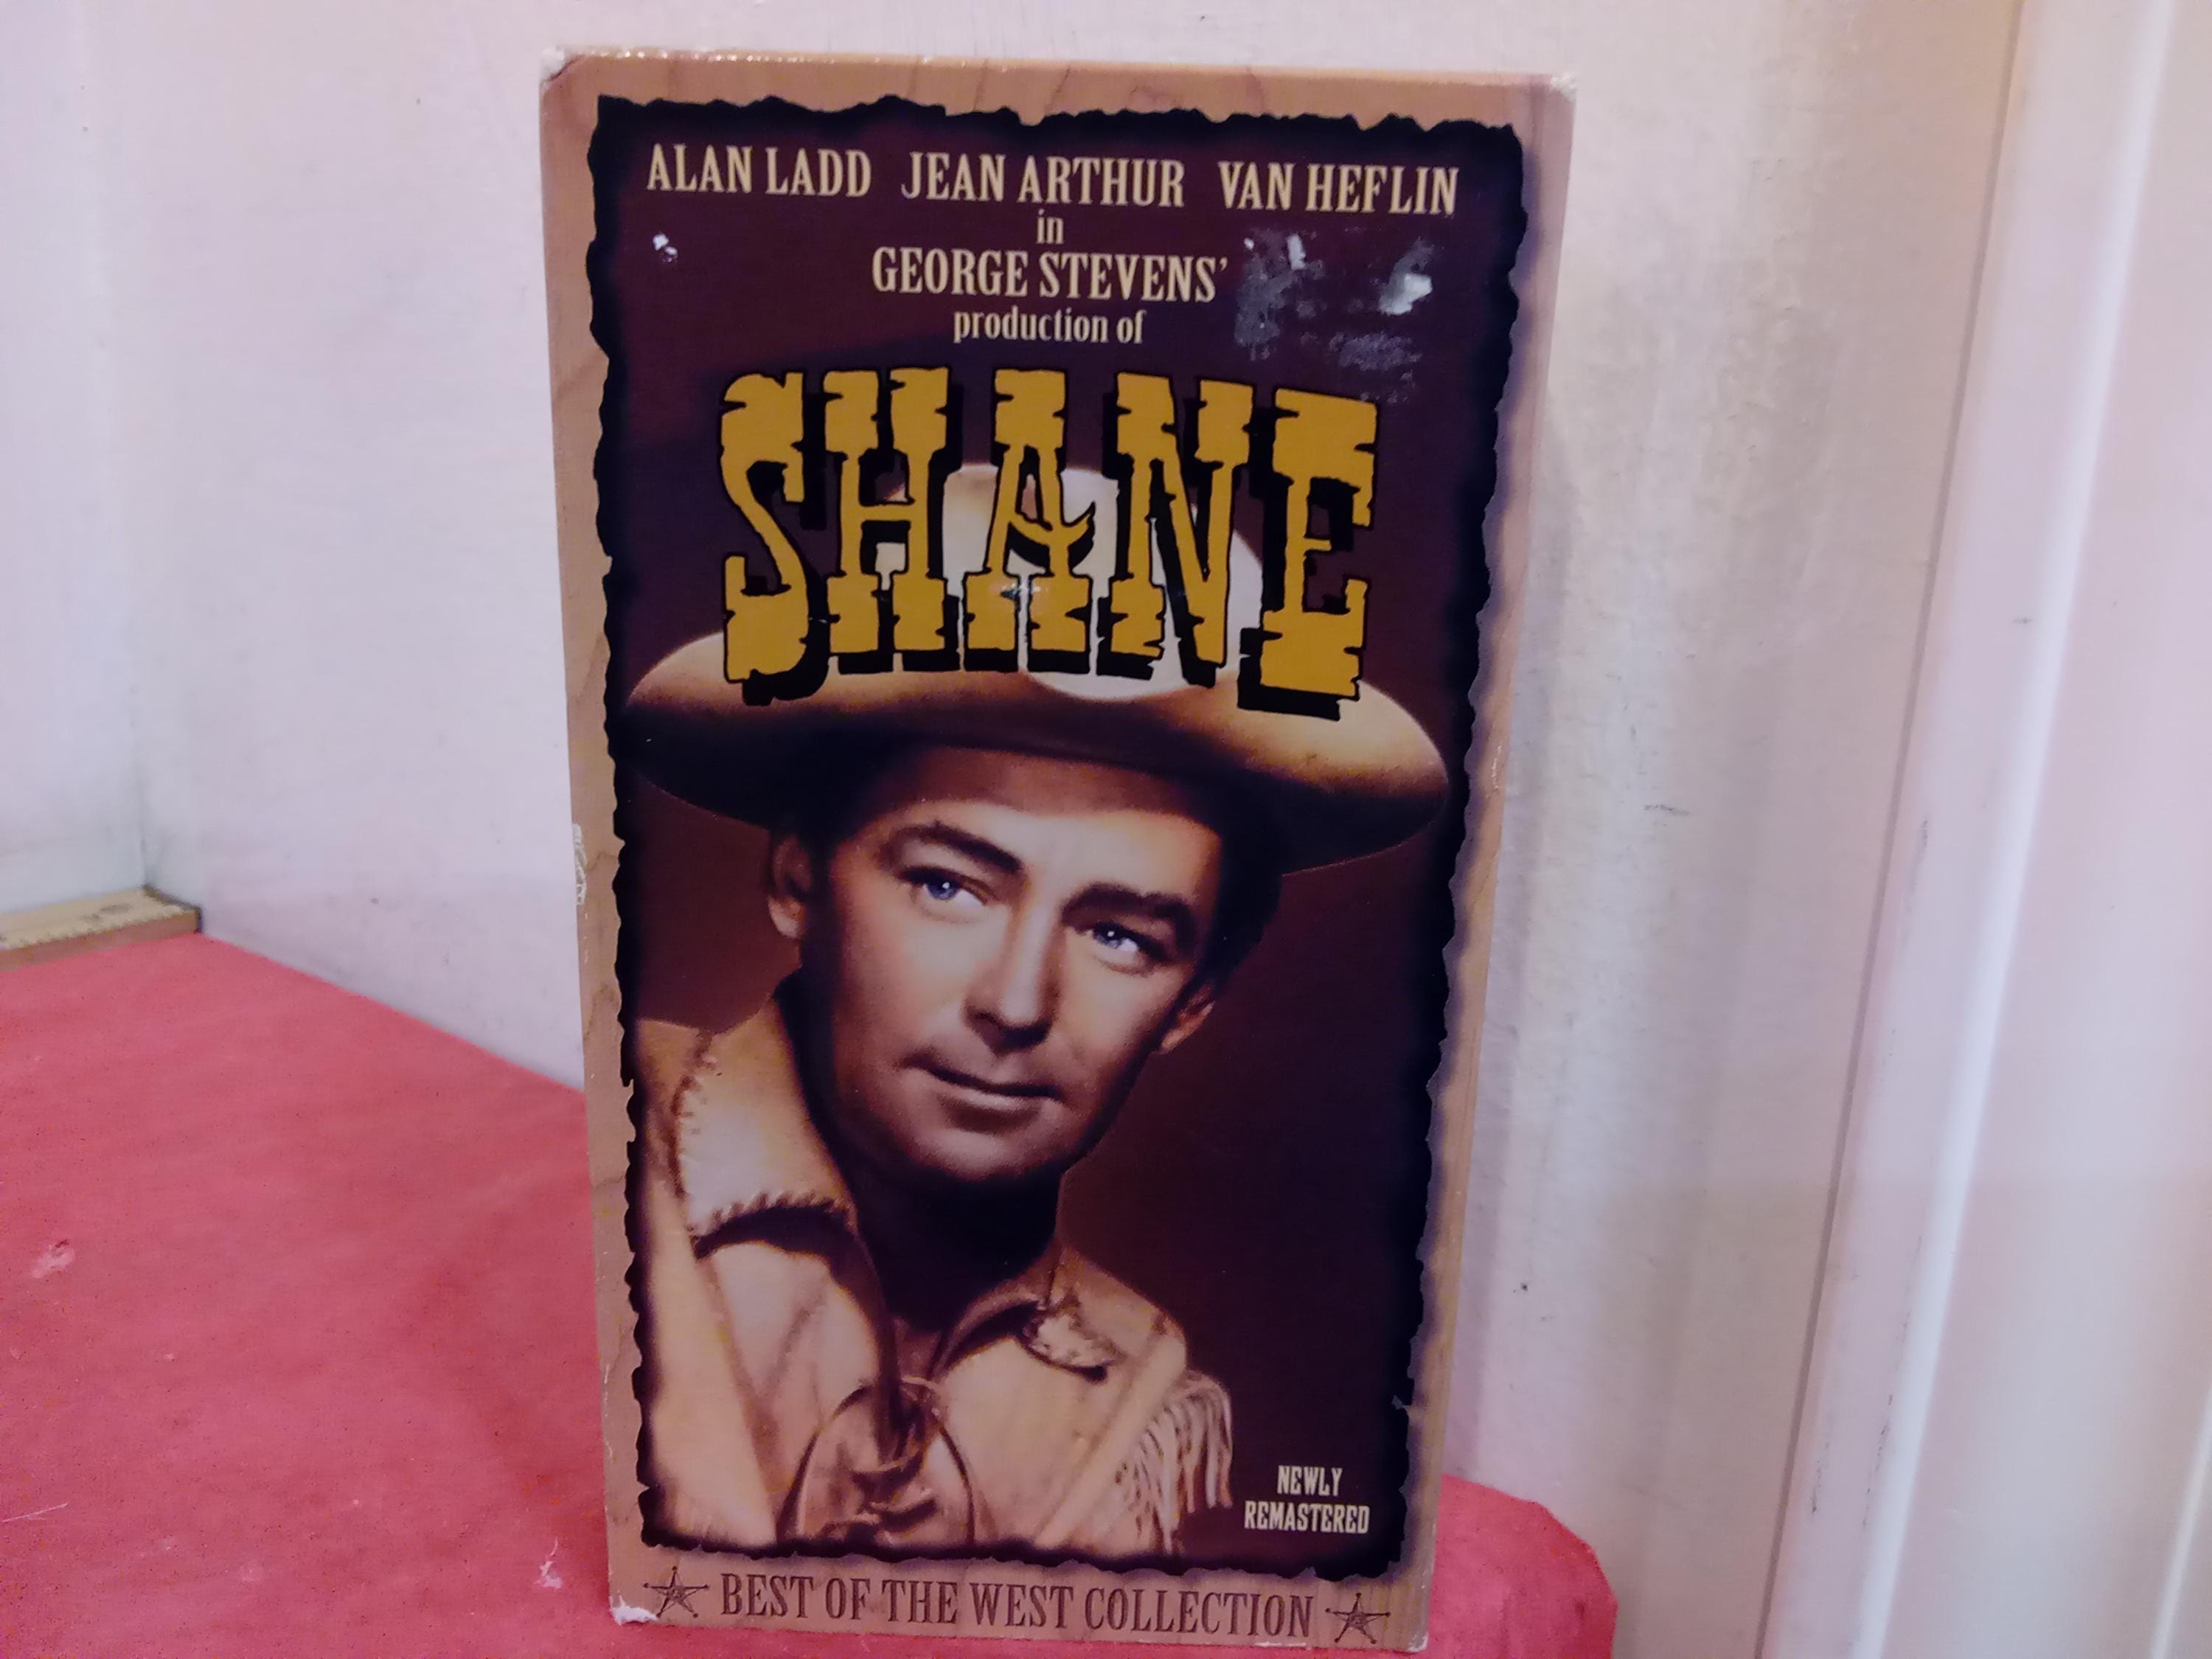 ALAN LADD JEAN ARTHUR VAN HEFLIN
in
GEORGE STEVENS'
production of
SHANE
NEWLY
REMASTERED
BEST OF THE WEST COLLECTION